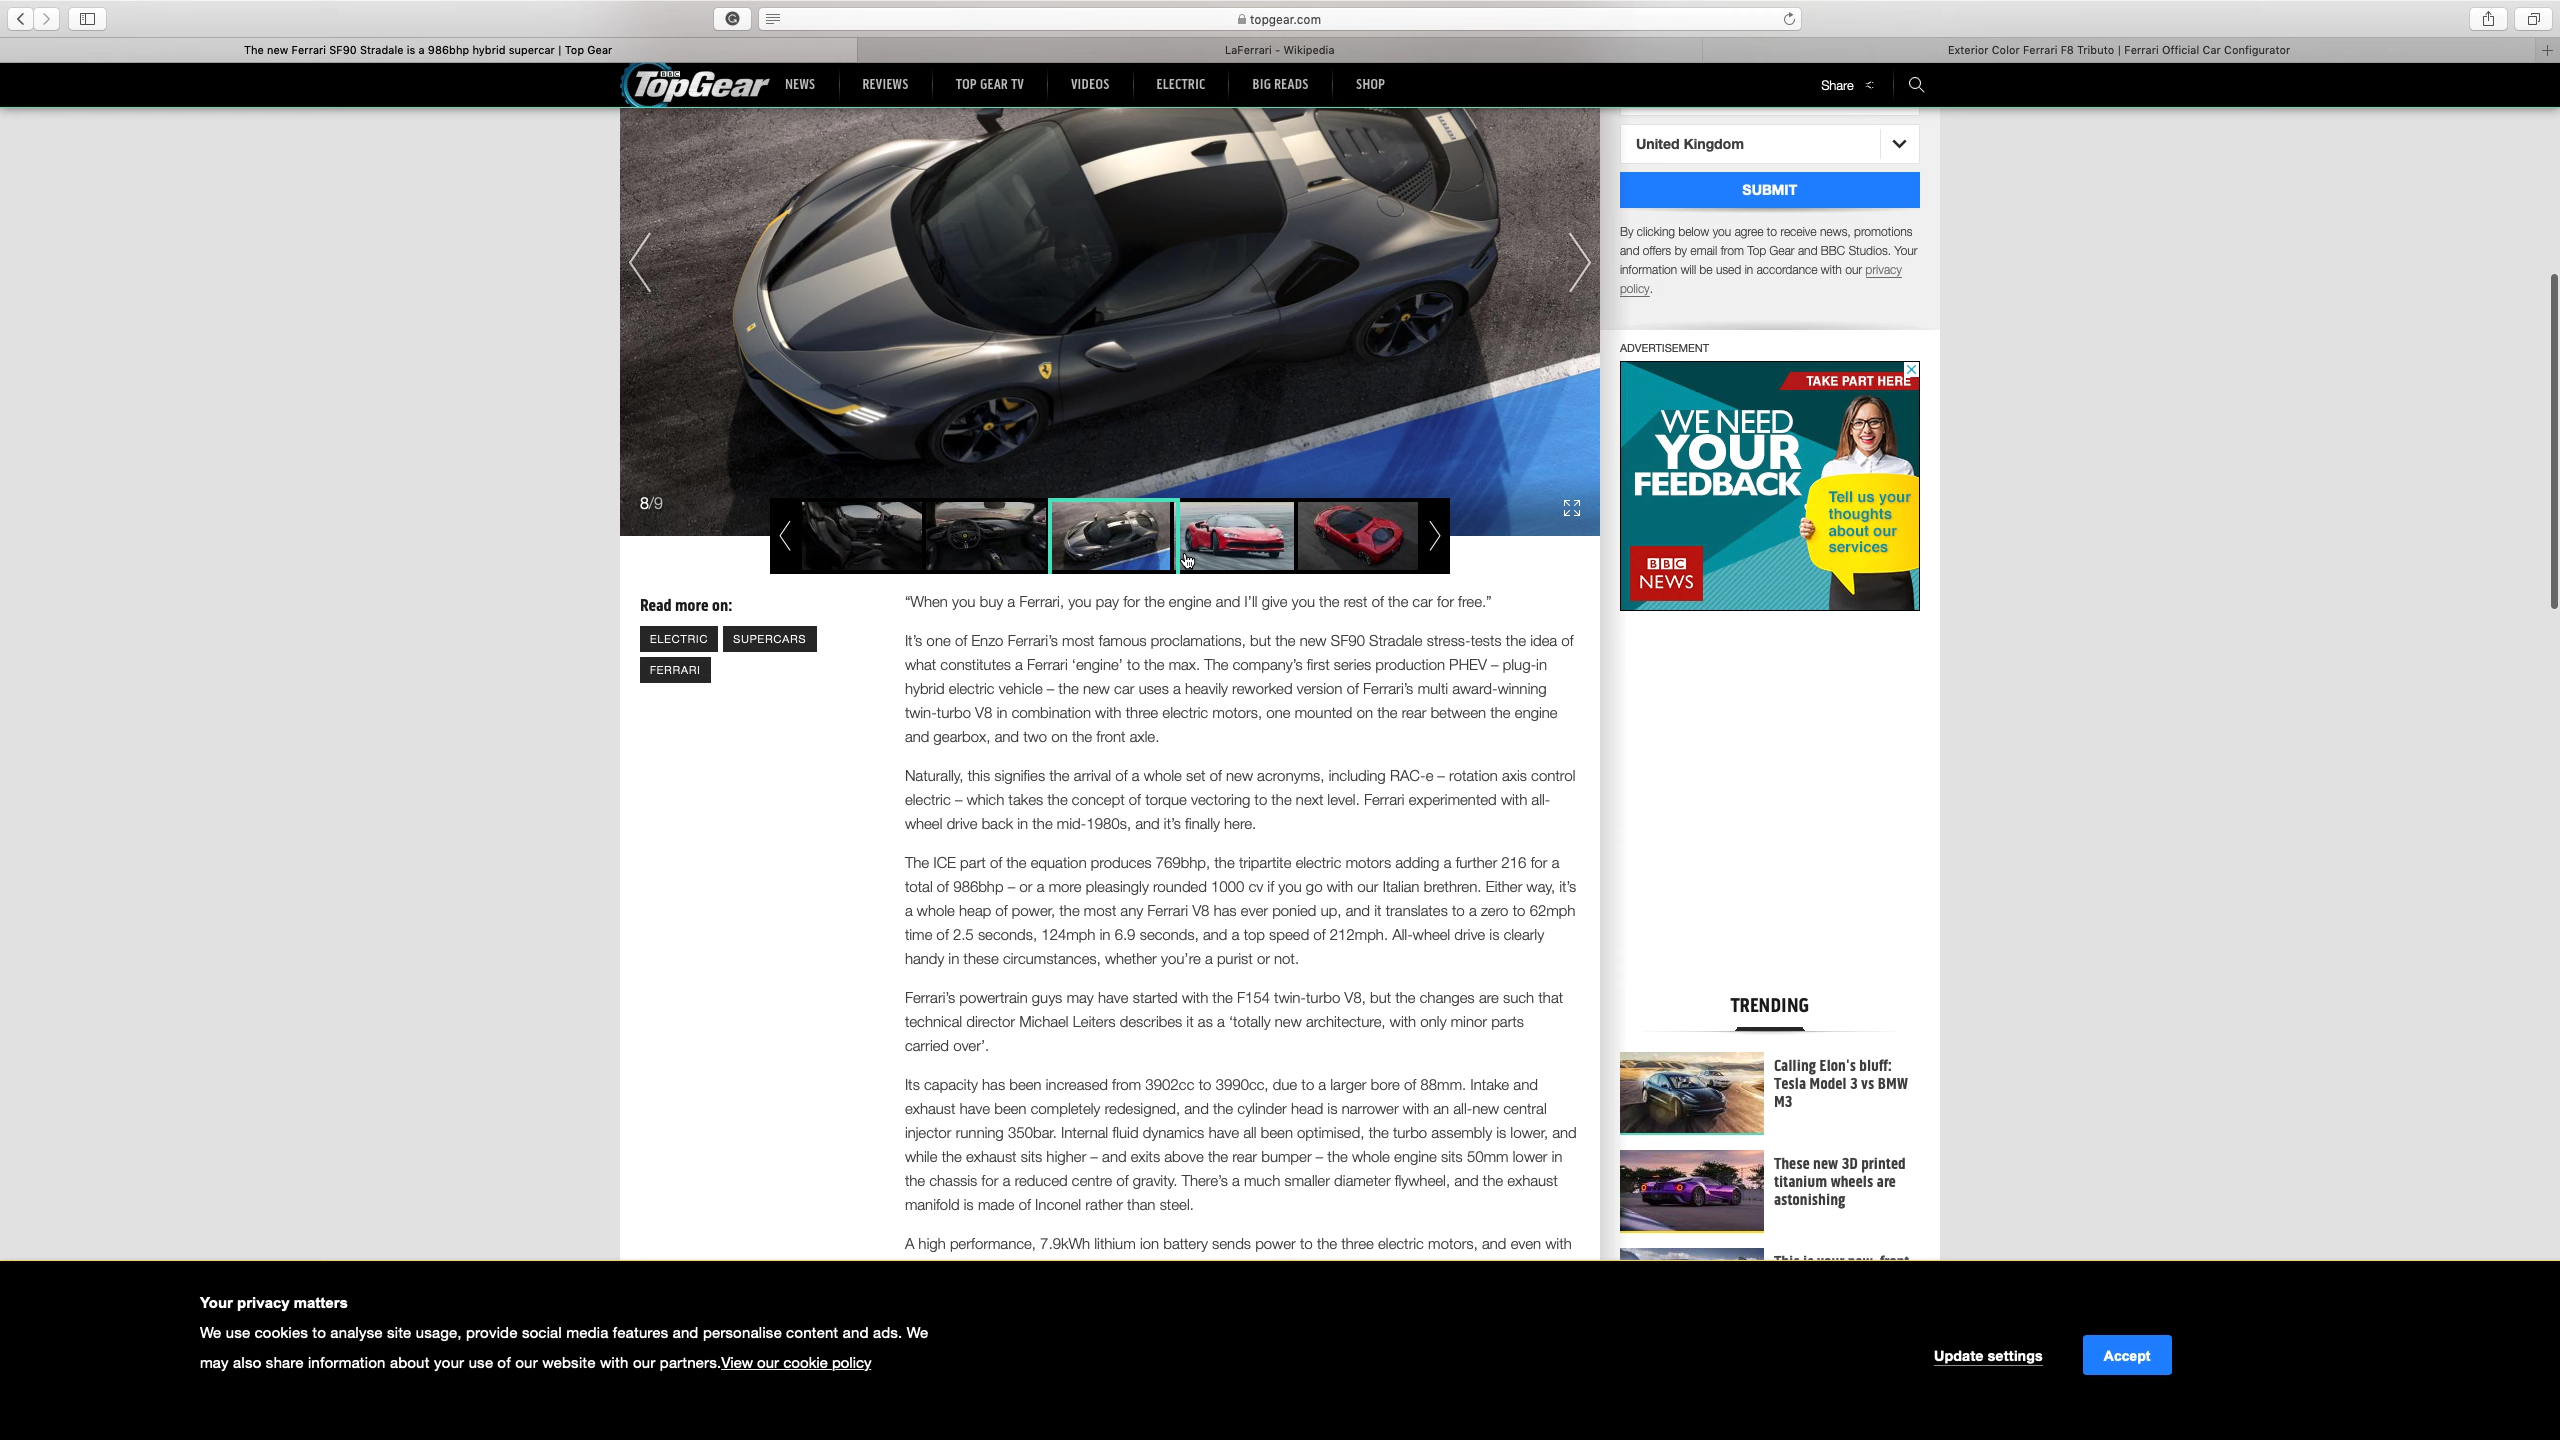 topgear.com
The new Ferrari SF90 Stradale is a 986bhp hybrid supercar | Top Gear
LaFerrari - Wikipedia
Exterior Color Ferrari F8 Tributo | Ferrari Official Car Configurator
BBC
TopGear
NEWS
REVIEWS
TOP GEAR TV
VIDEOS
ELECTRIC
BIG READS
SHOP
Share
8/9
United Kingdom
SUBMIT
By clicking below you agree to receive news, promotions
and offers by email from Top Gear and BBC Studios. Your
information will be used in accordance with our privacy
policy.
ADVERTISEMENT
TAKE PART HERE
WE NEED
YOUR
FEEDBACK
Tell us your
thoughts
about our
services
BBC
NEWS
Read more on:
ELECTRIC
SUPERCARS
FERRARI
“When you buy a Ferrari, you pay for the engine and I’ll give you the rest of the car for free.”
It’s one of Enzo Ferrari’s most famous proclamations, but the new SF90 Stradale stress-tests the idea of
what constitutes a Ferrari ‘engine’ to the max. The company’s first series production PHEV – plug-in
hybrid electric vehicle – the new car uses a heavily reworked version of Ferrari’s multi award-winning
twin-turbo V8 in combination with three electric motors, one mounted on the rear between the engine
and gearbox, and two on the front axle.
Naturally, this signifies the arrival of a whole set of new acronyms, including RAC-e – rotation axis control
electric – which takes the concept of torque vectoring to the next level. Ferrari experimented with all-
wheel drive back in the mid-1980s, and it’s finally here.
The ICE part of the equation produces 769bhp, the tripartite electric motors adding a further 216 for a
total of 986bhp – or a more pleasingly rounded 1000 cv if you go with our Italian brethren. Either way, it’s
a whole heap of power, the most any Ferrari V8 has ever ponied up, and it translates to a zero to 62mph
time of 2.5 seconds, 124mph in 6.9 seconds, and a top speed of 212mph. All-wheel drive is clearly
handy in these circumstances, whether you’re a purist or not.
Ferrari’s powertrain guys may have started with the F154 twin-turbo V8, but the changes are such that
technical director Michael Leiters describes it as a ‘totally new architecture, with only minor parts
carried over’.
Its capacity has been increased from 3902cc to 3990cc, due to a larger bore of 88mm. Intake and
exhaust have been completely redesigned, and the cylinder head is narrower with an all-new central
injector running 350bar. Internal fluid dynamics have all been optimised, the turbo assembly is lower, and
while the exhaust sits higher – and exits above the rear bumper – the whole engine sits 50mm lower in
the chassis for a reduced centre of gravity. There’s a much smaller diameter flywheel, and the exhaust
manifold is made of Inconel rather than steel.
A high performance, 7.9kWh lithium ion battery sends power to the three electric motors, and even with
TRENDING
Calling Elon's bluff:
Tesla Model 3 vs BMW
M3
These new 3D printed
titanium wheels are
astonishing
Your privacy matters
We use cookies to analyse site usage, provide social media features and personalise content and ads. We
may also share information about your use of our website with our partners.View our cookie policy
Update settings
Accept